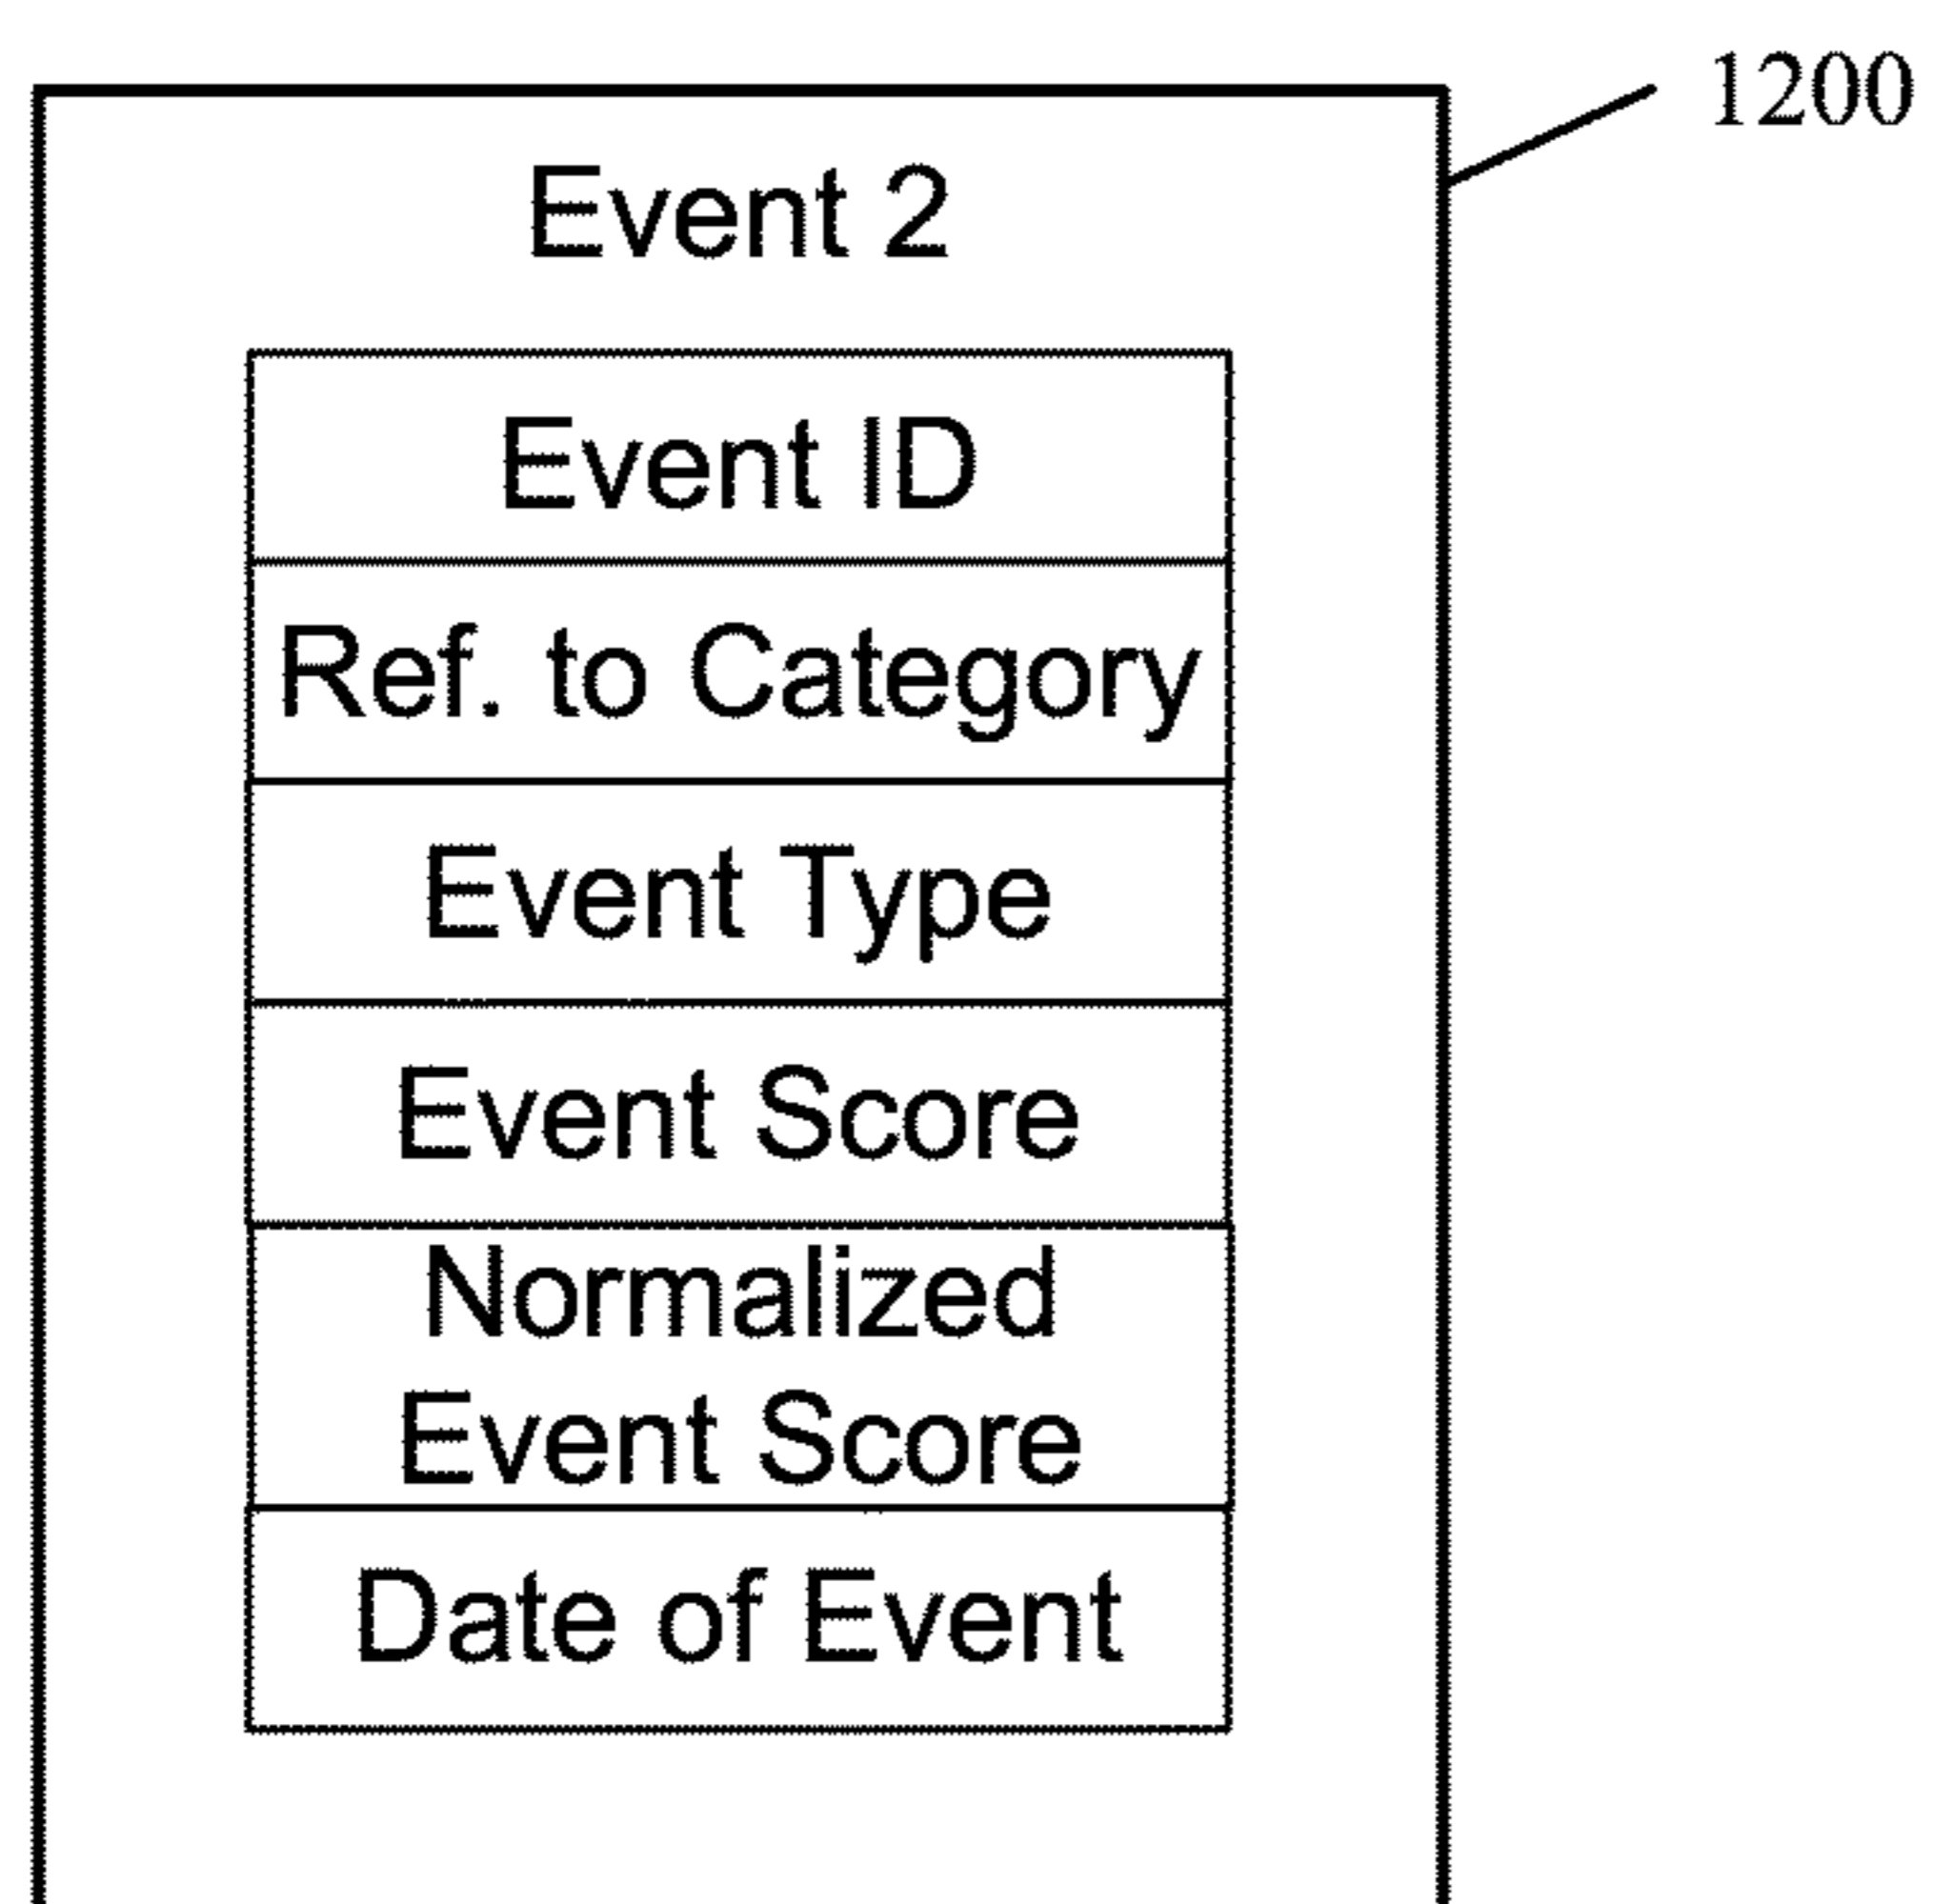 1200
Event 2
Event ID
Ref. to Category
Event Type
Event Score
Normalized
Event Score
Date of Event